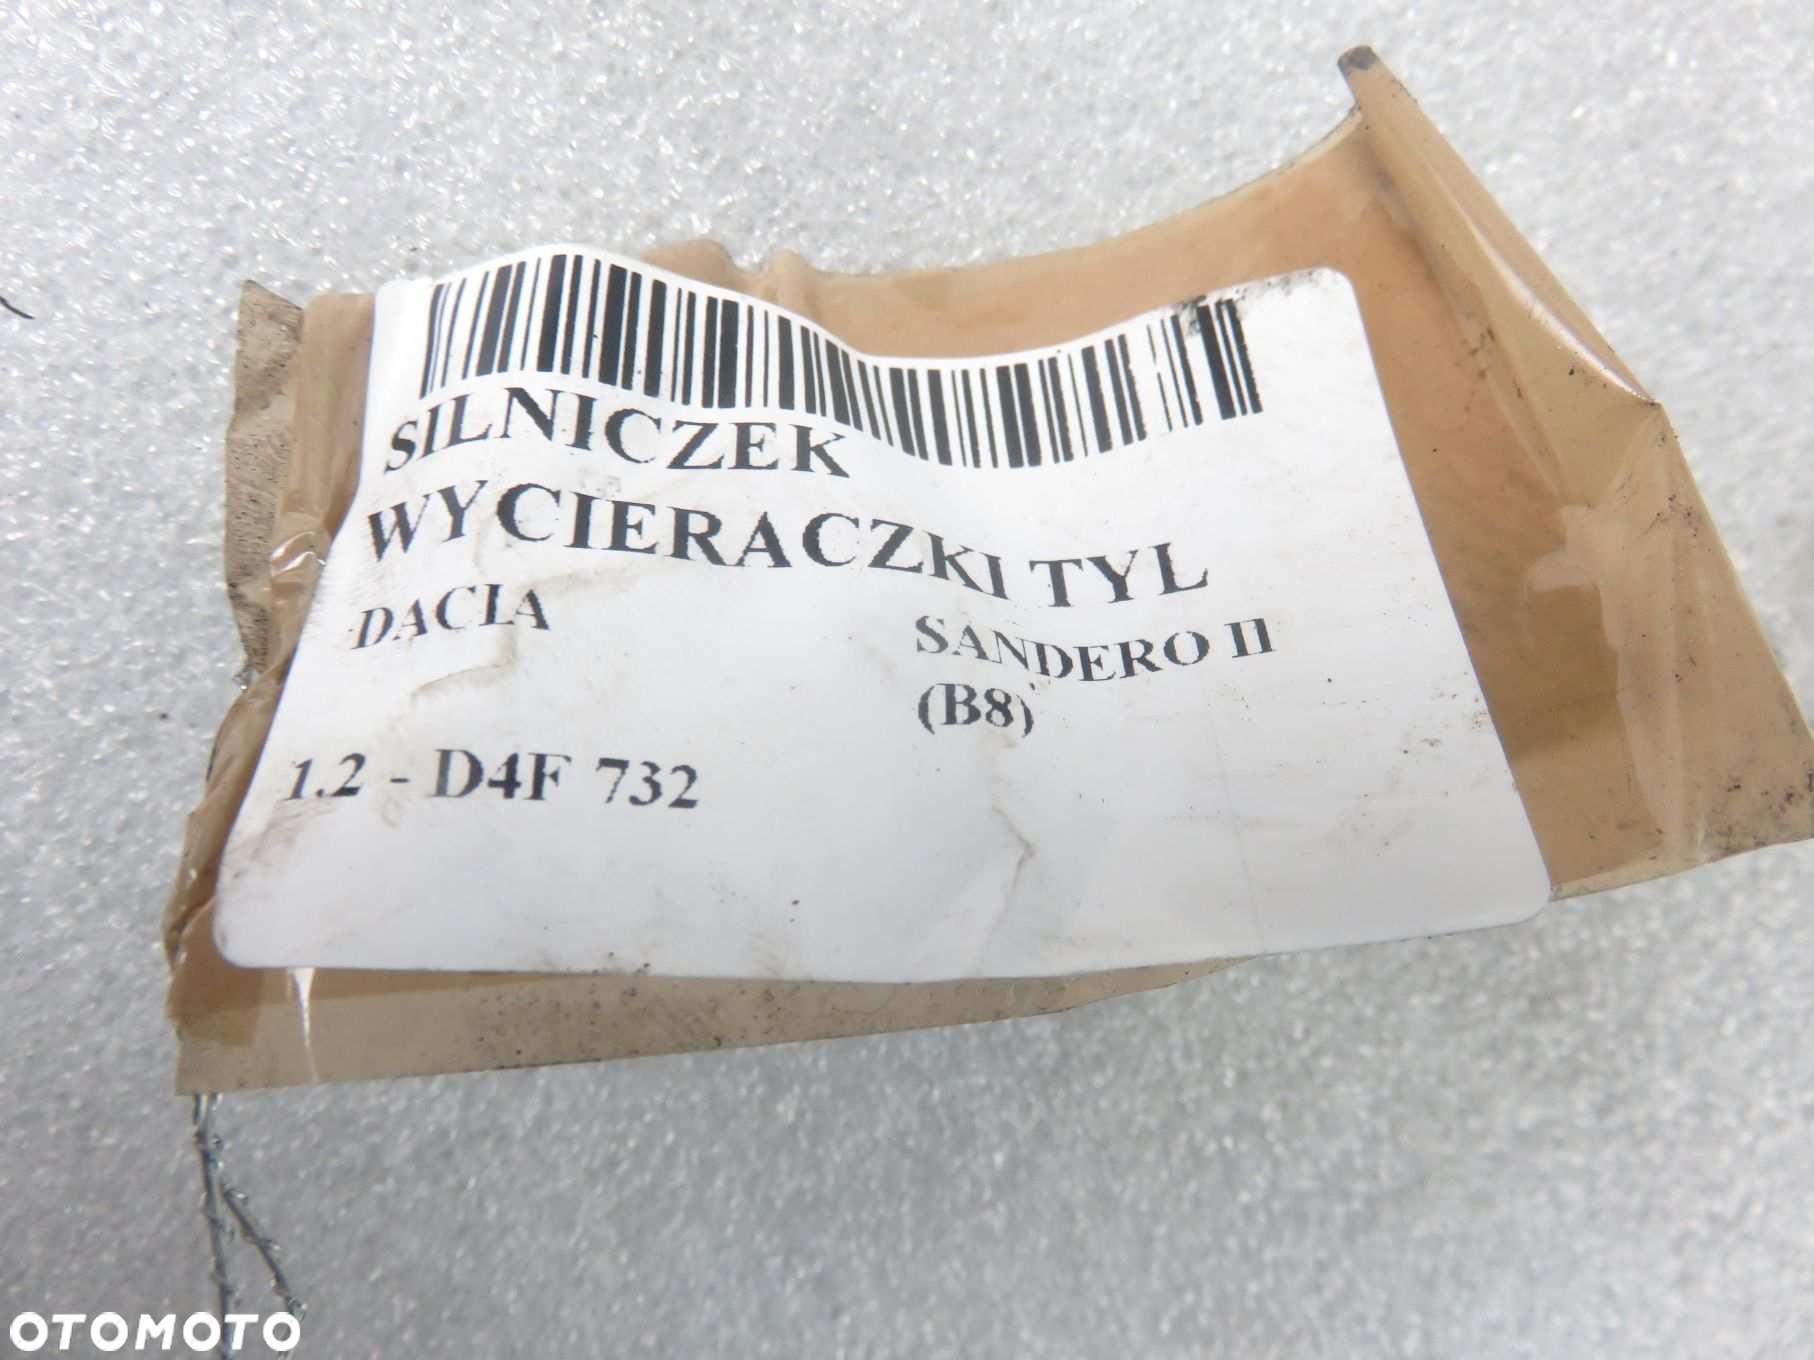 SILNICZEK
WYCIERACZKI TYL
DACIA
SANDERO II
(B8)
1.2 - D4F 732
OTOMOTO